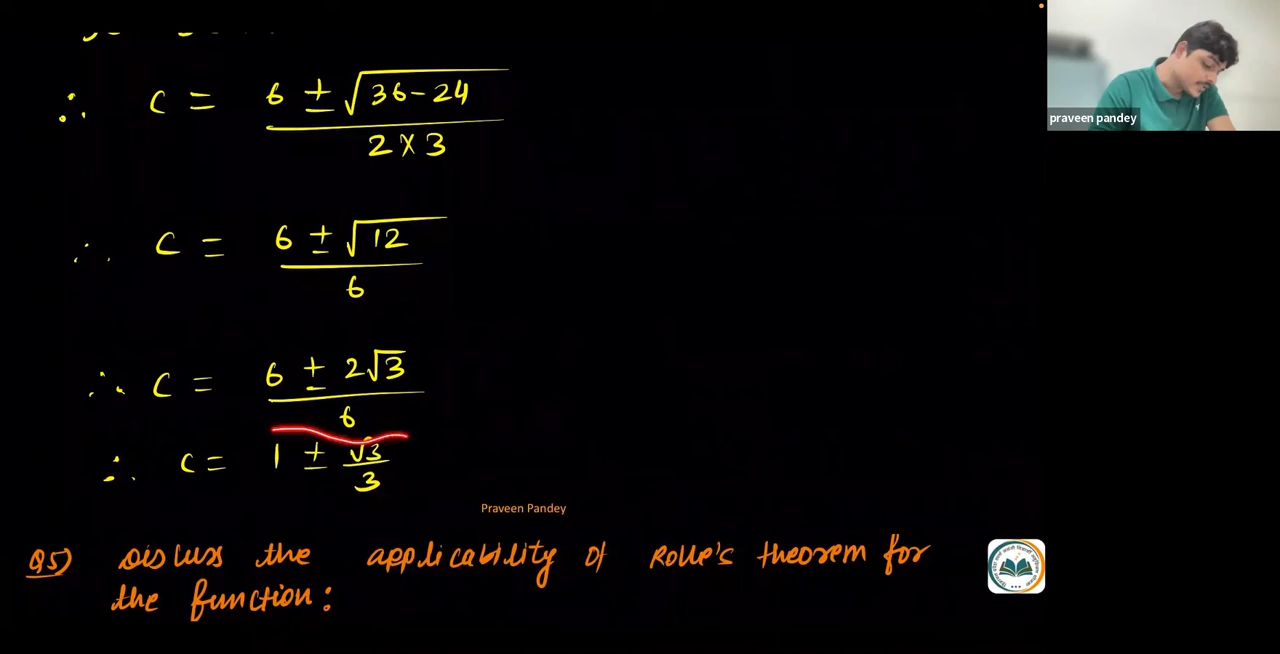 ∴ c = (6 ± √(36-24)) / (2 × 3)
∴ c = (6 ± √12) / 6
∴ c = (6 ± 2√3) / 6
∴ c = 1 ± √3/3
praveen pandey
Praveen Pandey
Q5) Discuss the applicability of Rolle's theorem for
the function: